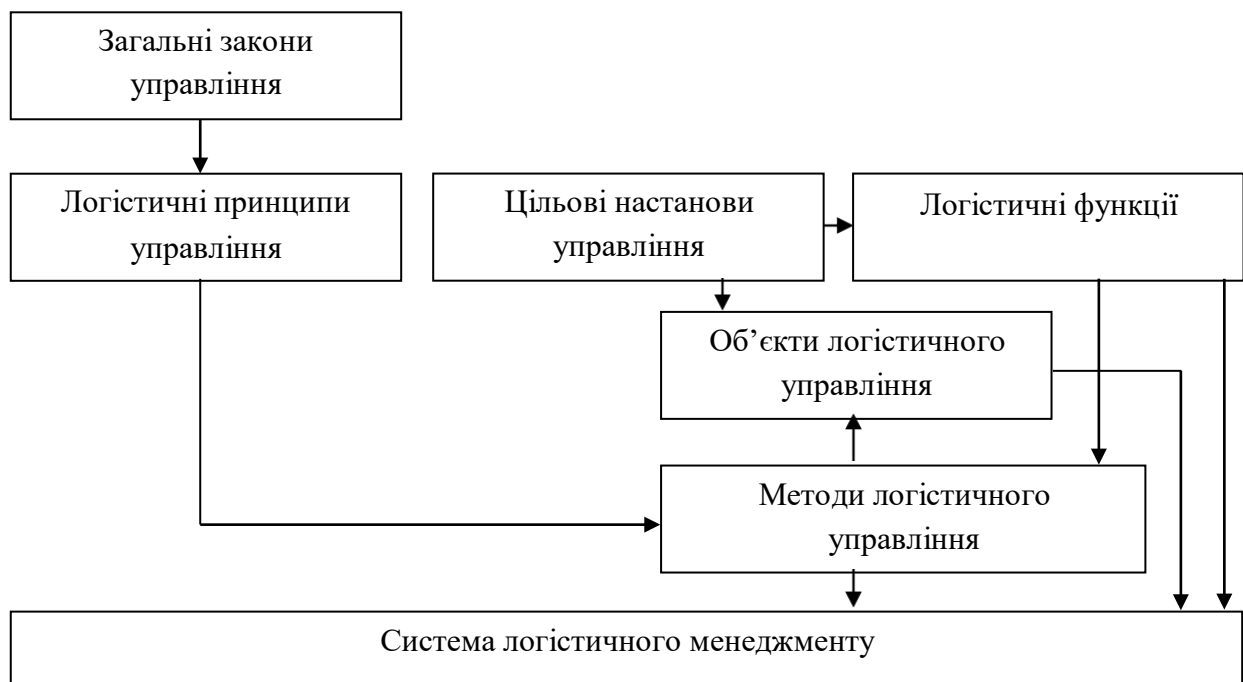 Загальні закони
управління
Логістичні принципи
управління
Цільові настанови
управління
Логістичні функції
Об’єкти логістичного
управління
Методи логістичного
управління
Система логістичного менеджменту